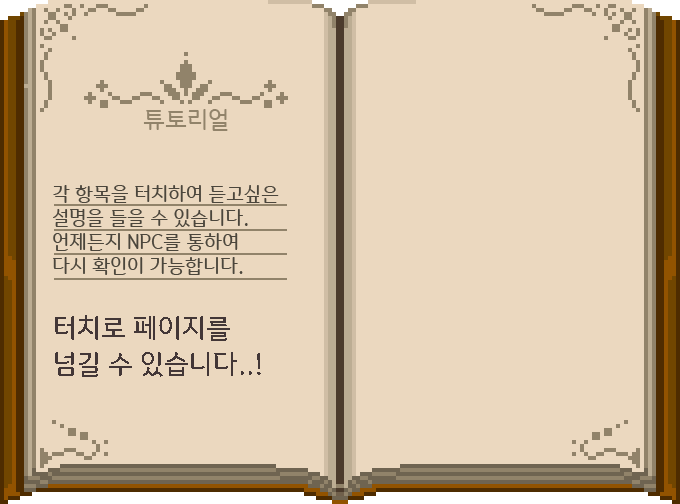 튜토리얼
각 항목을 터치하여 듣고싶은
설명을 들을 수 있습니다.
언제든지 NPC를 통하여
다시 확인이 가능합니다.
터치로 페이지를
넘길 수 있습니다..!